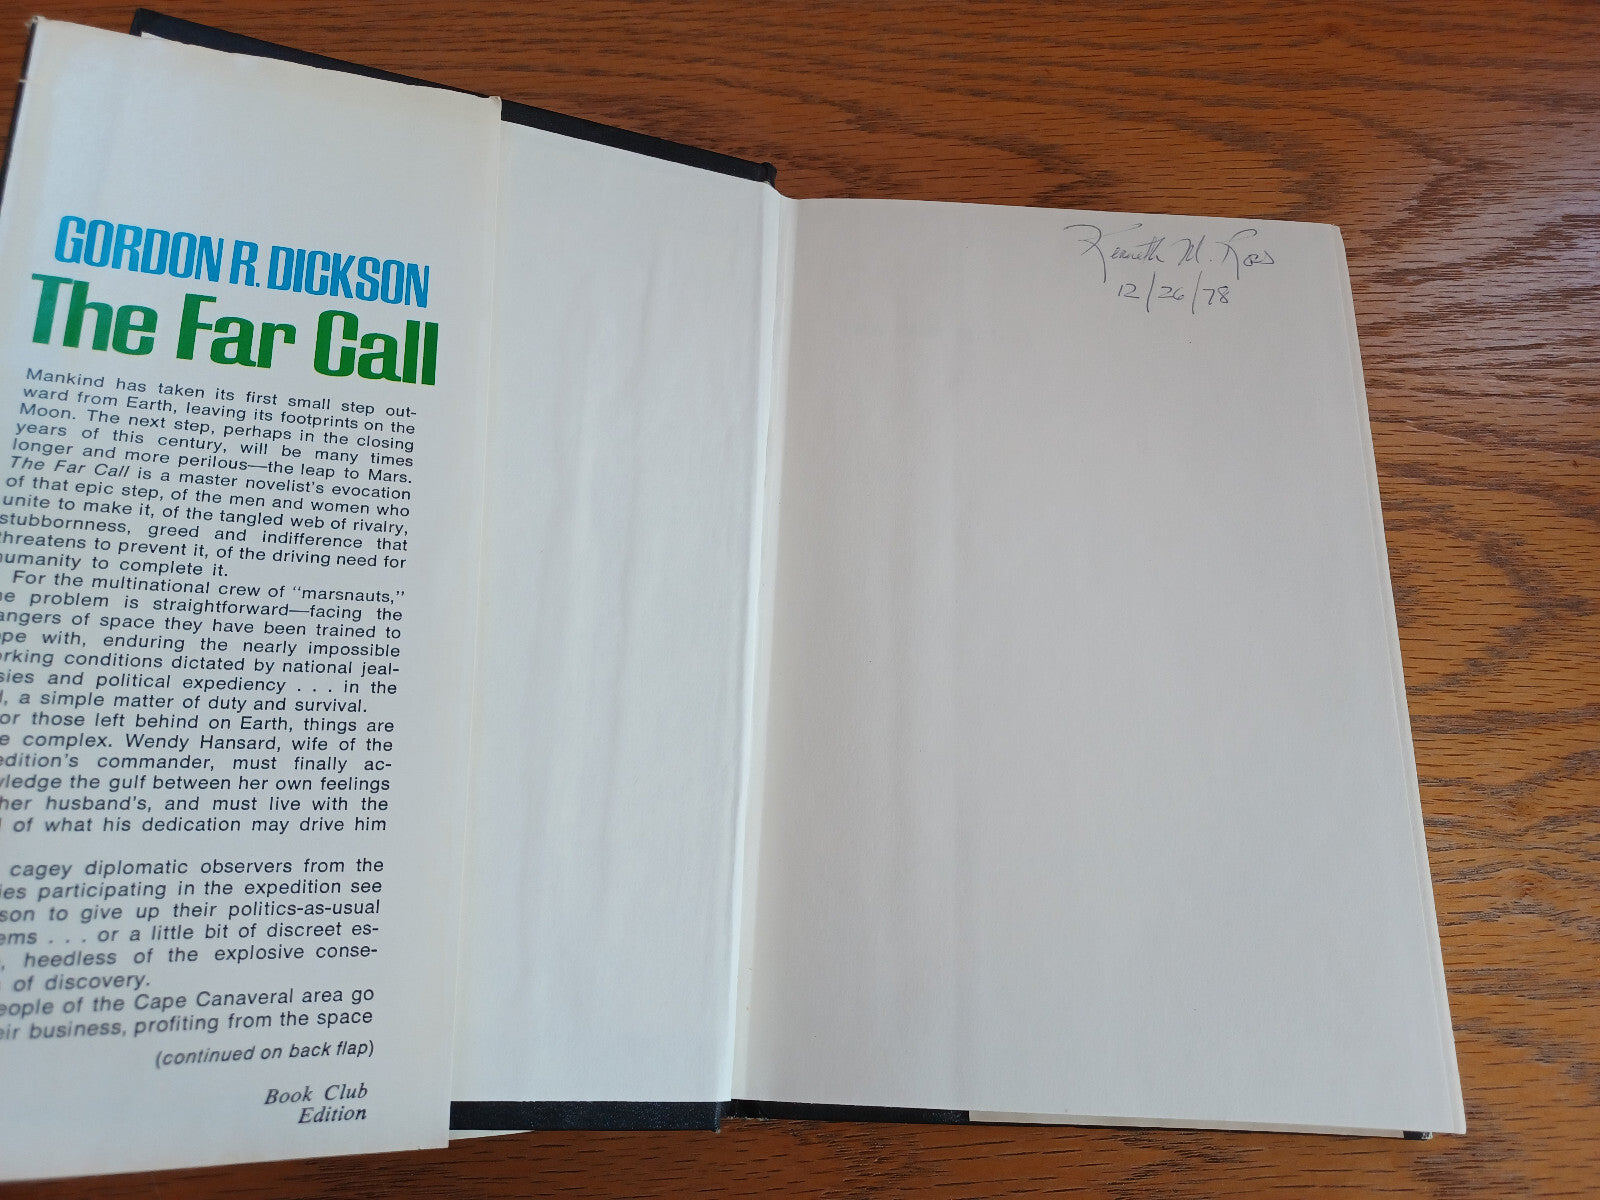 GORDON R. DICKSON
The Far Call
Mankind has taken its first small step out-
ward from Earth, leaving its footprints on the
Moon. The next step, perhaps in the closing
years of this century, will be many times
longer and more perilous—the leap to Mars.
The Far Call is a master novelist's evocation
of that epic step, of the men and women who
unite to make it, of the tangled web of rivalry,
stubbornness, greed and indifference that
threatens to prevent it, of the driving need for
humanity to complete it.
For the multinational crew of "marsnauts,"
problem is straightforward—facing the
of space they have been trained to
with, enduring the nearly impossible
conditions dictated by national jeal-
and political expediency . . . in the
a simple matter of duty and survival.
those left behind on Earth, things are
complex. Wendy Hansard, wife of the
commander, must finally ac-
the gulf between her own feelings
her husband's, and must live with the
of what his dedication may drive him
cagey diplomatic observers from the
participating in the expedition see
to give up their politics-as-usual
. . . or a little bit of discreet es-
heedless of the explosive conse-
of discovery.
of the Cape Canaveral area go
business, profiting from the space
(continued on back flap)
Book Club
Edition
Kenneth M. Ross
12/26/78